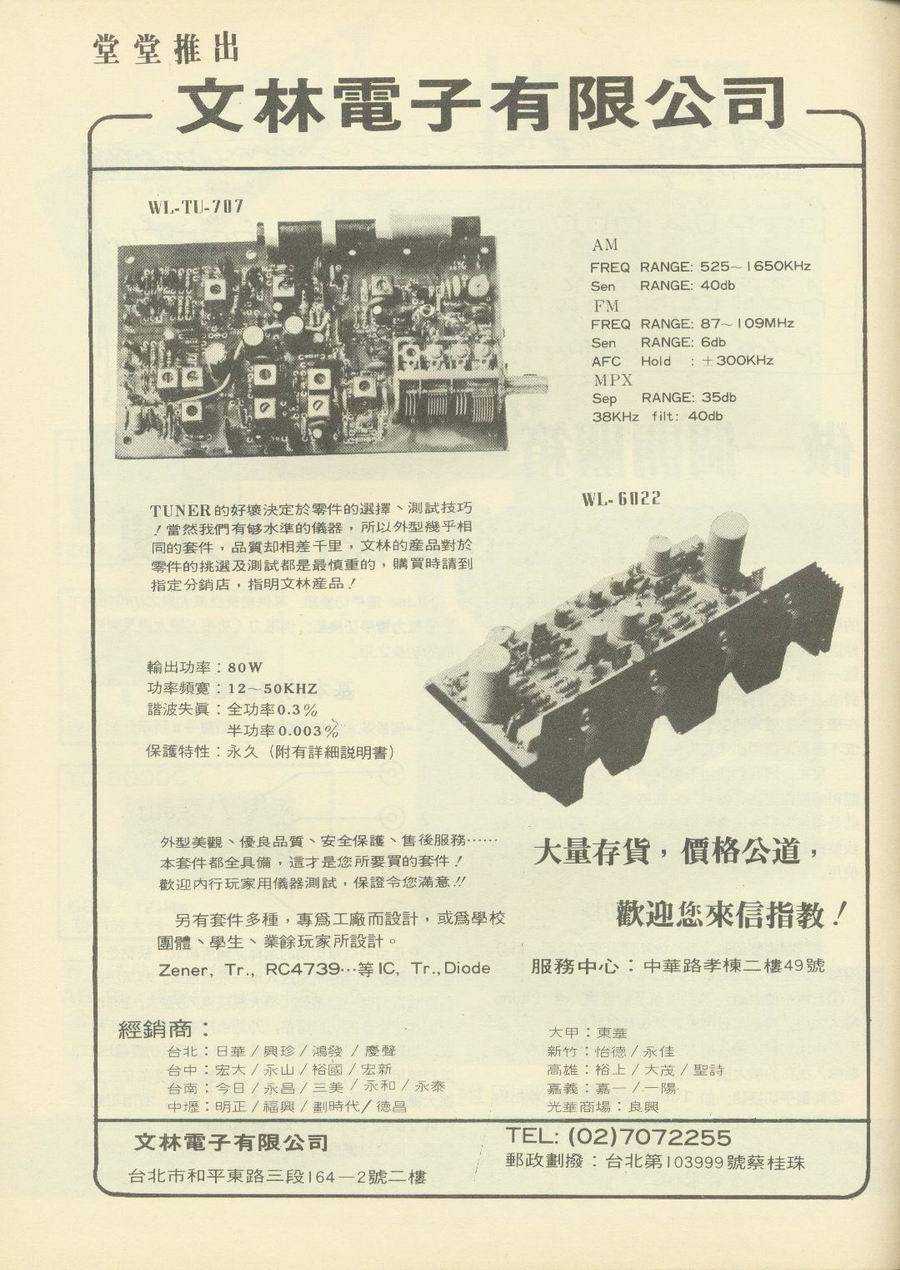 堂堂推出
文林電子有限公司
WL-TU-707
AM
FREQ RANGE: 525～1650KHz
Sen RANGE: 40db
FM
FREQ RANGE: 87～109MHz
Sen RANGE: 6db
AFC Hold : ±300KHz
MPX
Sep RANGE: 35db
38KHz filt: 40db
TUNER的好壞決定於零件的選擇、測試技巧
！當然我們有够水準的儀器，所以外型幾乎相
同的套件，品質却相差千里，文林的產品對於
零件的挑選及測試都是最慎重的，購買時請到
指定分銷店，指明文林產品！
WL-6022
輸出功率：80W
功率頻寬：12～50KHZ
諧波失眞：全功率0.3％
半功率0.003％
保護特性：永久（附有詳細說明書）
外型美觀、優良品質、安全保護、售後服務……
本套件都全具備，這才是您所要買的套件！
歡迎内行玩家用儀器測試，保證令您滿意!!
另有套件多種，專爲工廠而設計，或爲學校
團體、學生、業餘玩家所設計。
Zener, Tr., RC4739…等IC, Tr.,Diode
大量存貨，價格公道，
歡迎您來信指教！
服務中心：中華路孝棟二樓49號
經銷商：
台北：日華／興珍／鴻發／慶聲
台中：宏大／永山／裕國／宏新
台南：今日／永昌／三美／永和／永泰
中壢：明正／福興／劃時代／德昌
大甲：東華
新竹：怡德／永佳
高雄：裕上／大茂／聖詩
嘉義：嘉一／一陽
光華商場：良興
文林電子有限公司
台北市和平東路三段164－2號二樓
TEL: (02)7072255
郵政劃撥：台北第103999號蔡桂珠